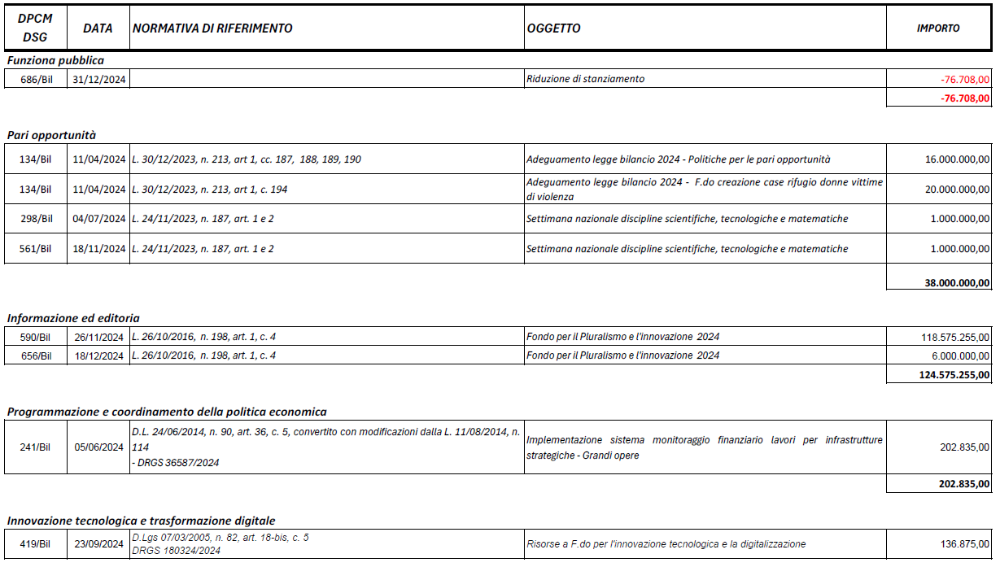 DPCM DSG DATA NORMATIVA DI RIFERIMENTO OGGETTO IMPORTO
Funziona pubblica
686/Bil 31/12/2024 Riduzione di stanziamento -76.708,00
-76.708,00
Pari opportunità
134/Bil 11/04/2024 L. 30/12/2023, n. 213, art 1, cc. 187, 188, 189, 190 Adeguamento legge bilancio 2024 - Politiche per le pari opportunità 16.000.000,00
134/Bil 11/04/2024 L. 30/12/2023, n. 213, art 1, c. 194 Adeguamento legge bilancio 2024 - F.do creazione case rifugio donne vittime di violenza 20.000.000,00
298/Bil 04/07/2024 L. 24/11/2023, n. 187, art. 1 e 2 Settimana nazionale discipline scientifiche, tecnologiche e matematiche 1.000.000,00
561/Bil 18/11/2024 L. 24/11/2023, n. 187, art. 1 e 2 Settimana nazionale discipline scientifiche, tecnologiche e matematiche 1.000.000,00
38.000.000,00
Informazione ed editoria
590/Bil 26/11/2024 L. 26/10/2016, n. 198, art. 1, c. 4 Fondo per il Pluralismo e l'innovazione 2024 118.575.255,00
656/Bil 18/12/2024 L. 26/10/2016, n. 198, art. 1, c. 4 Fondo per il Pluralismo e l'innovazione 2024 6.000.000,00
124.575.255,00
Programmazione e coordinamento della politica economica
241/Bil 05/06/2024 D.L. 24/06/2014, n. 90, art. 36, c. 5, convertito con modificazioni dalla L. 11/08/2014, n. 114 - DRGS 36587/2024 Implementazione sistema monitoraggio finanziario lavori per infrastrutture strategiche - Grandi opere 202.835,00
202.835,00
Innovazione tecnologica e trasformazione digitale
419/Bil 23/09/2024 D.Lgs 07/03/2005, n. 82, art. 18-bis, c. 5 DRGS 180324/2024 Risorse a F.do per l'innovazione tecnologica e la digitalizzazione 136.875,00